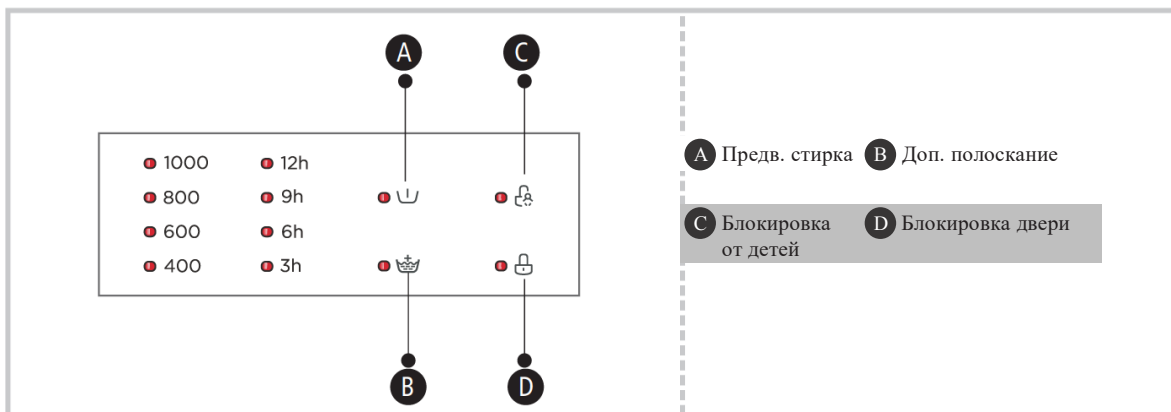 A C
1000 12h
800 9h
600 6h
400 3h
B D
A Предв. стирка B Доп. полоскание
C Блокировка D Блокировка двери
от детей